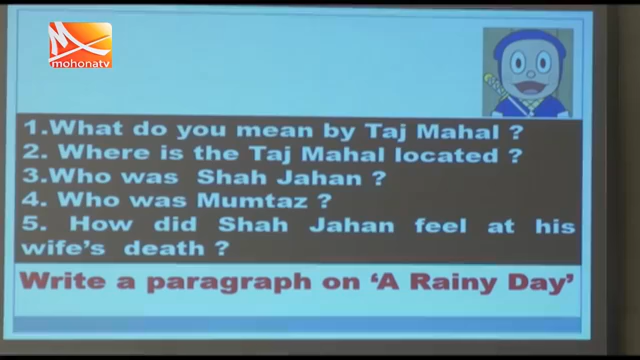 mohonatv
1.What do you mean by Taj Mahal ?
2. Where is the Taj Mahal located ?
3.Who was Shah Jahan ?
4. Who was Mumtaz ?
5. How did Shah Jahan feel at his
wife's death ?
Write a paragraph on ‘A Rainy Day’